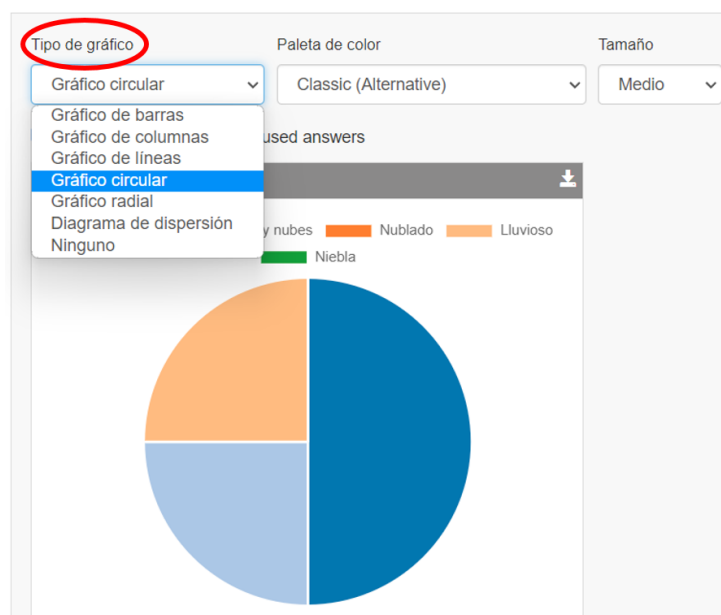 Tipo de gráfico Paleta de color Tamaño
Gráfico circular Classic (Alternative) Medio
Gráfico de barras
Gráfico de columnas used answers
Gráfico de líneas
Gráfico circular
Gráfico radial
Diagrama de dispersión y nubes Nublado Lluvioso
Ninguno Niebla